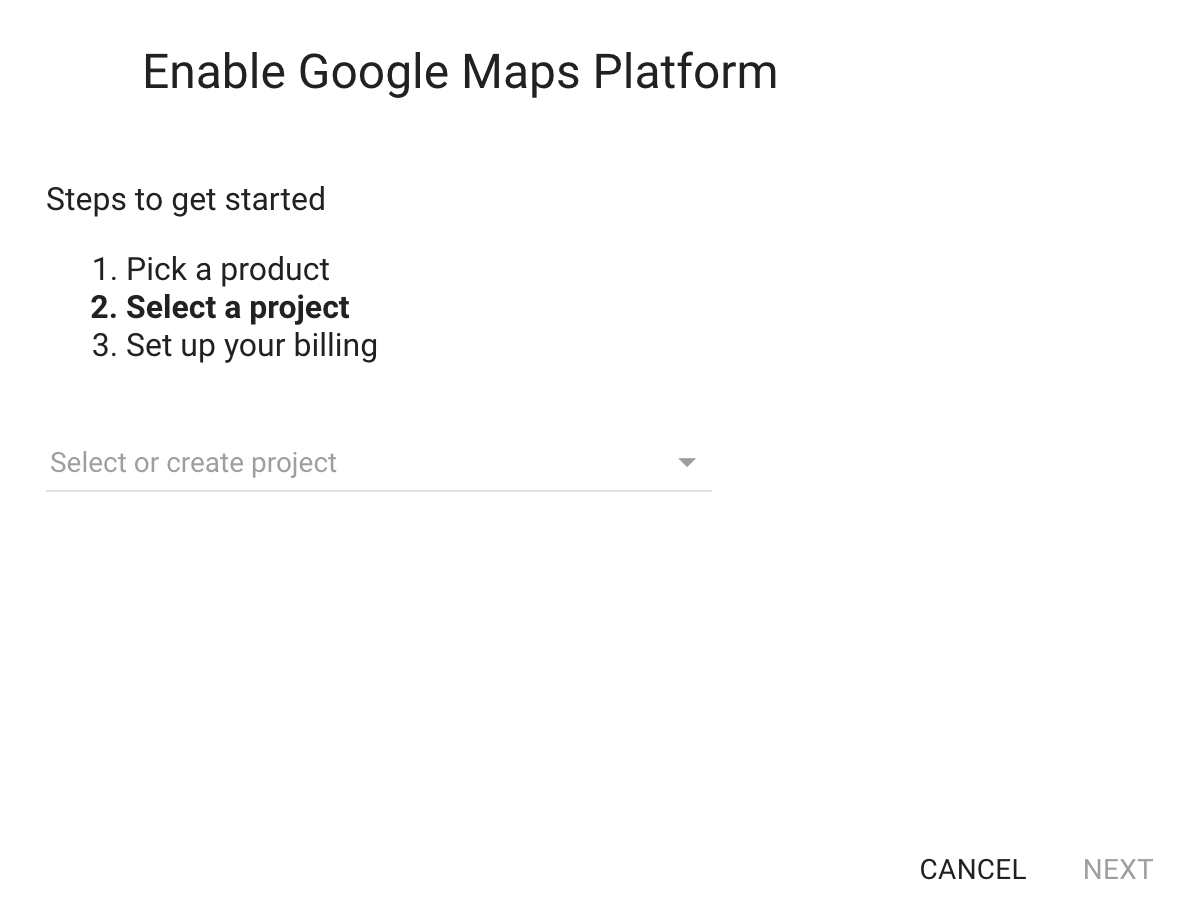 Enable Google Maps Platform
Steps to get started
1. Pick a product
2. Select a project
3. Set up your billing
Select or create project
CANCEL NEXT